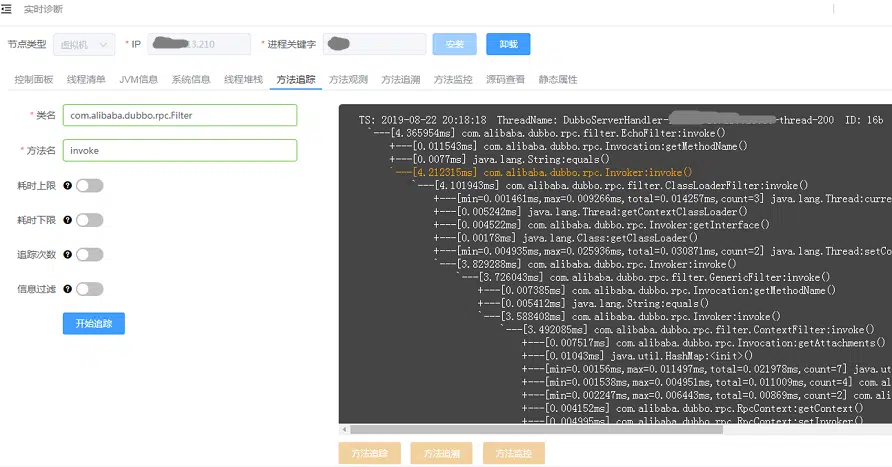 实时诊断
节点类型 虚拟机 * IP 13.210 * 进程关键字 安装 卸载
控制面板 线程清单 JVM信息 系统信息 线程堆栈 方法追踪 方法观测 方法追溯 方法监控 源码查看 静态属性
* 类名 com.alibaba.dubbo.rpc.Filter
* 方法名 invoke
耗时上限
耗时下限
追踪次数
信息过滤
开始追踪
TS: 2019-08-22 20:18:18 ThreadName: DubboServerHandler- -thread-200 ID: 16b
`---[4.365954ms] com.alibaba.dubbo.rpc.filter.EchoFilter:invoke()
+---[0.011543ms] com.alibaba.dubbo.rpc.Invocation:getMethodName()
+---[0.0077ms] java.lang.String:equals()
`---[4.212315ms] com.alibaba.dubbo.rpc.Invoker:invoke()
`---[4.101943ms] com.alibaba.dubbo.rpc.filter.ClassLoaderFilter:invoke()
+---[min=0.001461ms,max=0.009266ms,total=0.014257ms,count=3] java.lang.Thread:curre
+---[0.005242ms] java.lang.Thread:getContextClassLoader()
+---[0.004522ms] com.alibaba.dubbo.rpc.Invoker:getInterface()
+---[0.00178ms] java.lang.Class:getClassLoader()
+---[min=0.004935ms,max=0.025936ms,total=0.030871ms,count=2] java.lang.Thread:setCo
`---[3.829288ms] com.alibaba.dubbo.rpc.Invoker:invoke()
`---[3.726043ms] com.alibaba.dubbo.rpc.filter.GenericFilter:invoke()
+---[0.007385ms] com.alibaba.dubbo.rpc.Invocation:getMethodName()
+---[0.005412ms] java.lang.String:equals()
`---[3.588408ms] com.alibaba.dubbo.rpc.Invoker:invoke()
`---[3.492085ms] com.alibaba.dubbo.rpc.filter.ContextFilter:invoke()
+---[0.007517ms] com.alibaba.dubbo.rpc.Invocation:getAttachments()
+---[0.01043ms] java.util.HashMap:<init>()
+---[min=0.00156ms,max=0.011497ms,total=0.021978ms,count=7] java.ut
+---[min=0.001538ms,max=0.004951ms,total=0.011009ms,count=4] com.al
+---[min=0.002247ms,max=0.006443ms,total=0.00869ms,count=2] com.ali
+---[0.004152ms] com.alibaba.dubbo.rpc.RpcContext:getContext()
+---[0.004995ms] com.alibaba.dubbo.rpc.RpcContext:setInvoker()
方法追踪 方法追溯 方法监控